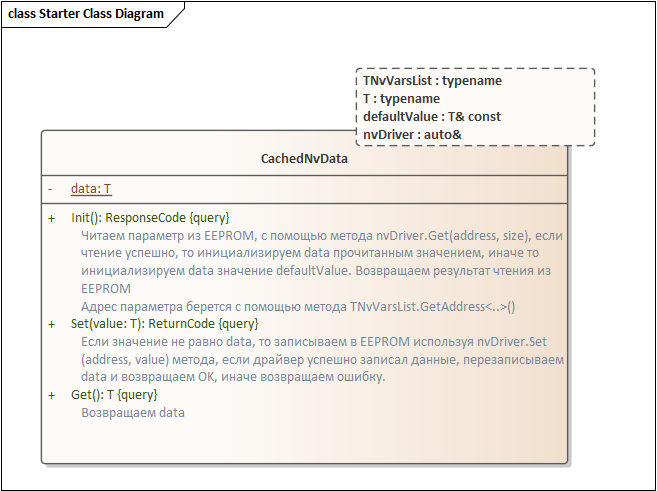 class Starter Class Diagram
TNvVarsList : typename
T : typename
defaultValue : T& const
nvDriver : auto&
CachedNvData
- data: T
+ Init(): ResponseCode {query}
Читаем параметр из EEPROM, с помощью метода nvDriver.Get(address, size), если
чтение успешно, то инициализируем data прочитанным значением, иначе то
инициализируем data значение defaultValue. Возвращаем результат чтения из
EEPROM
Адрес параметра берется с помощью метода TNvVarsList.GetAddress<..>()
+ Set(value: T): ReturnCode {query}
Если значение не равно data, то записываем в EEPROM используя nvDriver.Set
(address, value) метода, если драйвер успешно записал данные, перезаписываем
data и возвращаем OK, иначе возвращаем ошибку.
+ Get(): T {query}
Возвращаем data